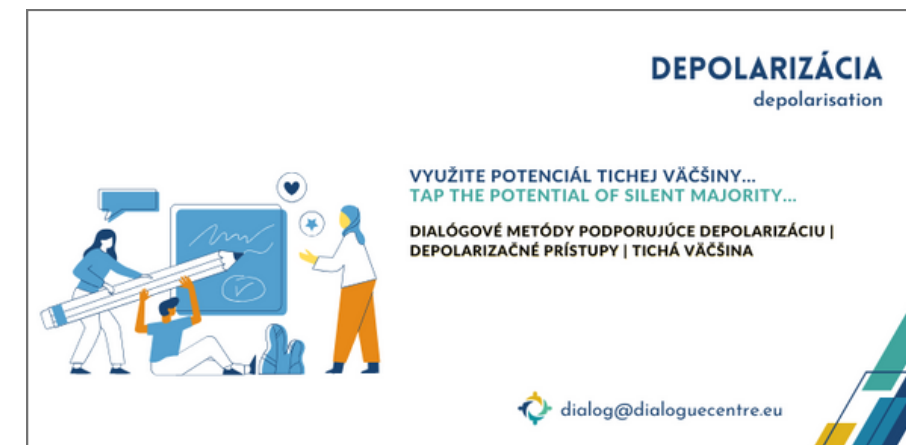 DEPOLARIZÁCIA
depolarisation
VYUŽITE POTENCIÁL TICHEJ VÄČŠINY...
TAP THE POTENTIAL OF SILENT MAJORITY...
DIALÓGOVÉ METÓDY PODPORUJÚCE DEPOLARIZÁCIU |
DEPOLARIZAČNÉ PRÍSTUPY | TICHÁ VÄČŠINA
dialog@dialoguecentre.eu